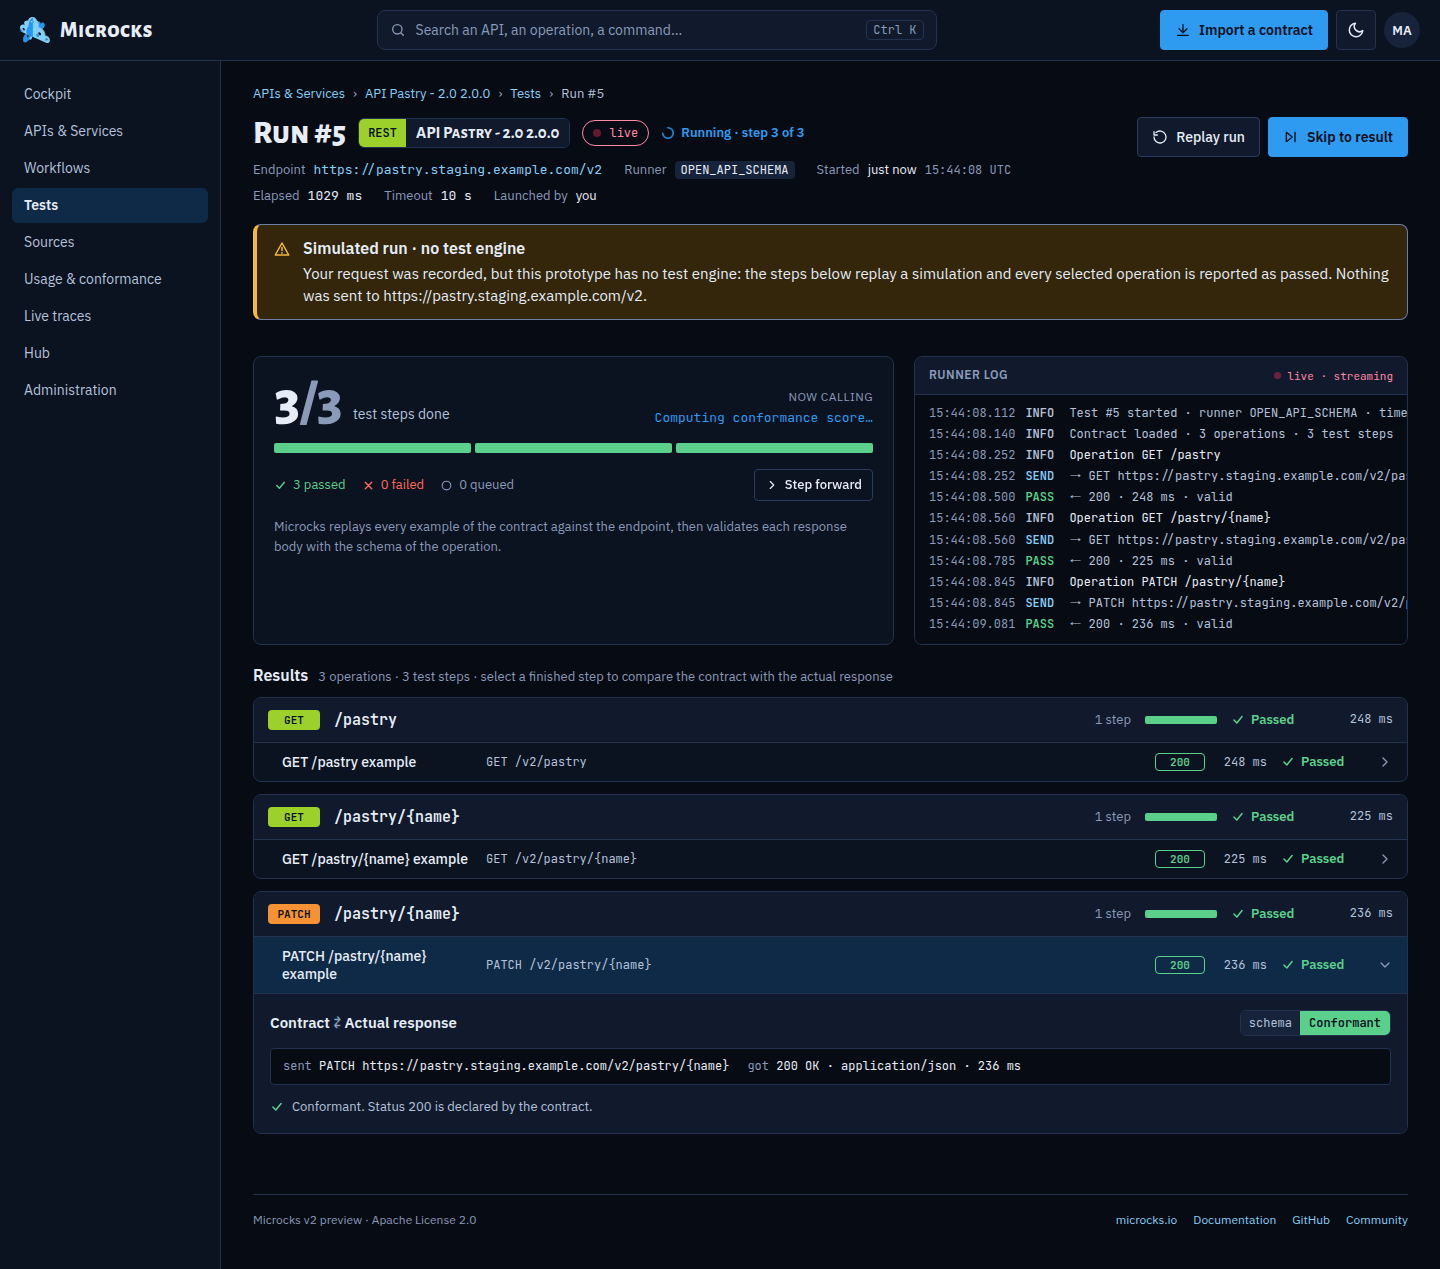 Microcks
Search an API, an operation, a command...
Ctrl K
Import a contract
MA
Cockpit
APIs & Services
Workflows
Tests
Sources
Usage & conformance
Live traces
Hub
Administration
APIs & Services › API Pastry - 2.0 2.0.0 › Tests › Run #5
Run #5
REST API Pastry - 2.0 2.0.0
live
Running · step 3 of 3
Replay run
Skip to result
Endpoint https://pastry.staging.example.com/v2 Runner OPEN_API_SCHEMA Started just now 15:44:08 UTC
Elapsed 1029 ms Timeout 10 s Launched by you
Simulated run · no test engine
Your request was recorded, but this prototype has no test engine: the steps below replay a simulation and every selected operation is reported as passed. Nothing
was sent to https://pastry.staging.example.com/v2.
3/3 test steps done
NOW CALLING
Computing conformance score…
3 passed 0 failed 0 queued
Step forward
Microcks replays every example of the contract against the endpoint, then validates each response
body with the schema of the operation.
RUNNER LOG
live · streaming
15:44:08.112 INFO Test #5 started · runner OPEN_API_SCHEMA · time
15:44:08.140 INFO Contract loaded · 3 operations · 3 test steps
15:44:08.252 INFO Operation GET /pastry
15:44:08.252 SEND → GET https://pastry.staging.example.com/v2/pa
15:44:08.500 PASS ← 200 · 248 ms · valid
15:44:08.560 INFO Operation GET /pastry/{name}
15:44:08.560 SEND → GET https://pastry.staging.example.com/v2/pa
15:44:08.785 PASS ← 200 · 225 ms · valid
15:44:08.845 INFO Operation PATCH /pastry/{name}
15:44:08.845 SEND → PATCH https://pastry.staging.example.com/v2/
15:44:09.081 PASS ← 200 · 236 ms · valid
Results 3 operations · 3 test steps · select a finished step to compare the contract with the actual response
GET /pastry 1 step Passed 248 ms
GET /pastry example GET /v2/pastry 200 248 ms Passed
GET /pastry/{name} 1 step Passed 225 ms
GET /pastry/{name} example GET /v2/pastry/{name} 200 225 ms Passed
PATCH /pastry/{name} 1 step Passed 236 ms
PATCH /pastry/{name}
example
PATCH /v2/pastry/{name} 200 236 ms Passed
Contract ⇄ Actual response
schema Conformant
sent PATCH https://pastry.staging.example.com/v2/pastry/{name} got 200 OK · application/json · 236 ms
Conformant. Status 200 is declared by the contract.
Microcks v2 preview · Apache License 2.0
microcks.io Documentation GitHub Community